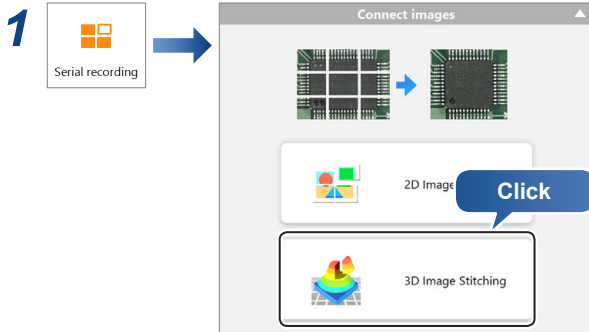 1
Serial recording
Connect images
2D Image
Click
3D Image Stitching